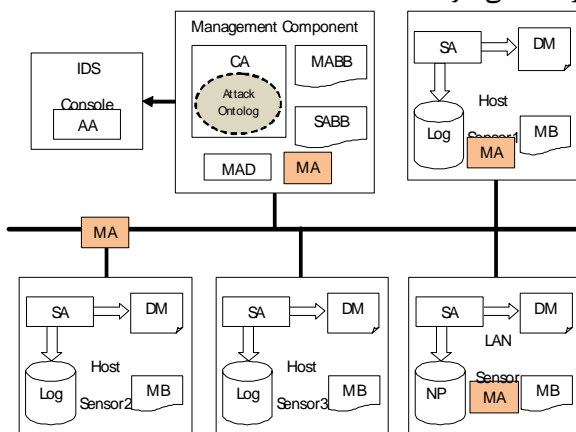 Management Component
IDS
Console
AA
CA
Attack
Ontolog
MABB
SABB
MAD
MA
SA
DM
Host
Log
Sensor1
MA
MB
MA
SA
DM
Host
Log
Sensor2
MB
SA
DM
Host
Log
Sensor3
MB
SA
DM
LAN
Sensor
NP
MA
MB